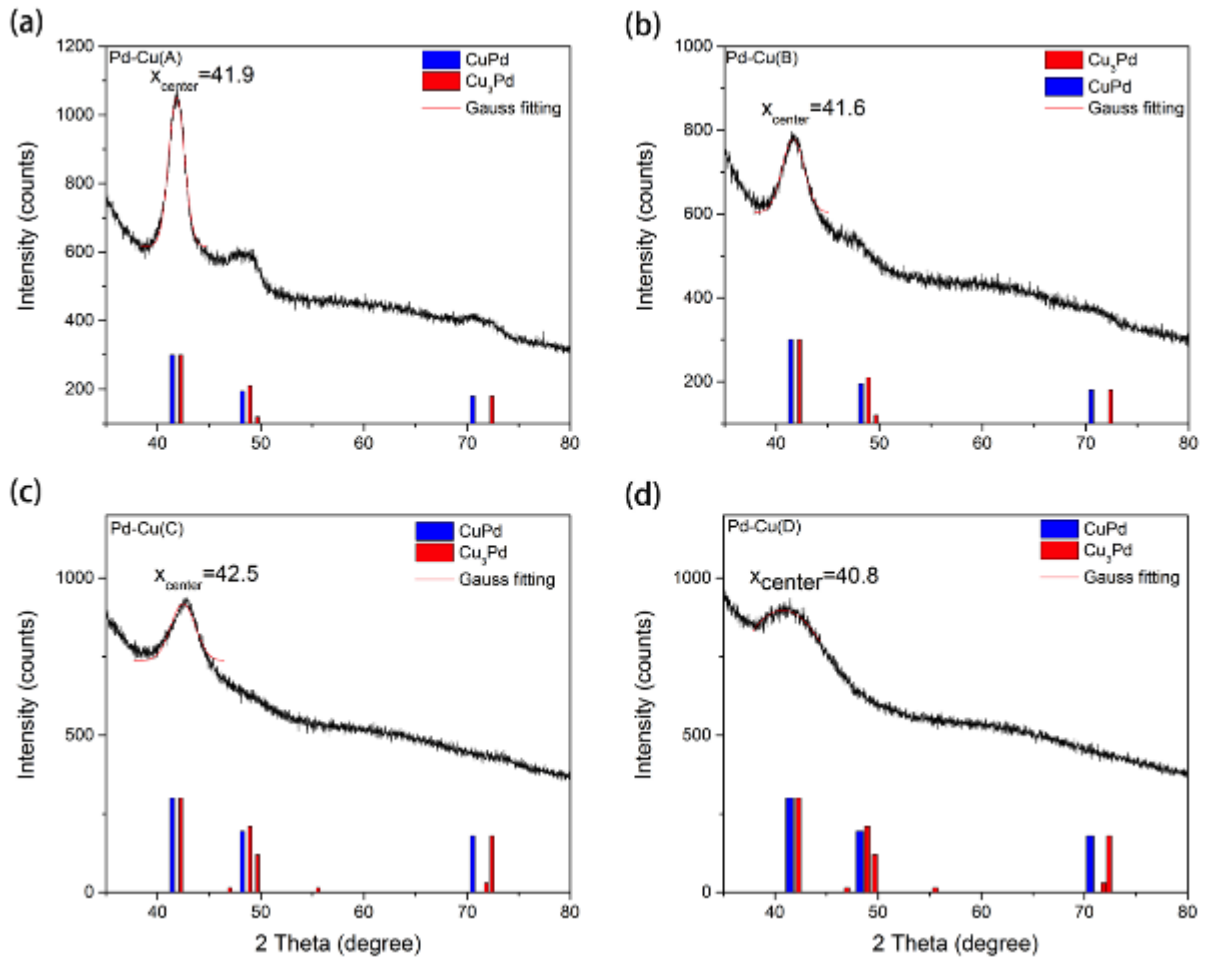 (a)
Pd-Cu(A)
x_center=41.9
CuPd
Cu₃Pd
Gauss fitting
Intensity (counts)
1200
1000
800
600
400
200
40 50 60 70 80
(b)
Pd-Cu(B)
x_center=41.6
Cu₃Pd
CuPd
Gauss fitting
Intensity (counts)
1000
800
600
400
200
40 50 60 70 80
(c)
Pd-Cu(C)
x_center=42.5
CuPd
Cu₃Pd
Gauss fitting
Intensity (counts)
1000
500
0
40 50 60 70 80
2 Theta (degree)
(d)
Pd-Cu(D)
x_center=40.8
CuPd
Cu₃Pd
Gauss fitting
Intensity (counts)
1000
500
0
40 50 60 70 80
2 Theta (degree)